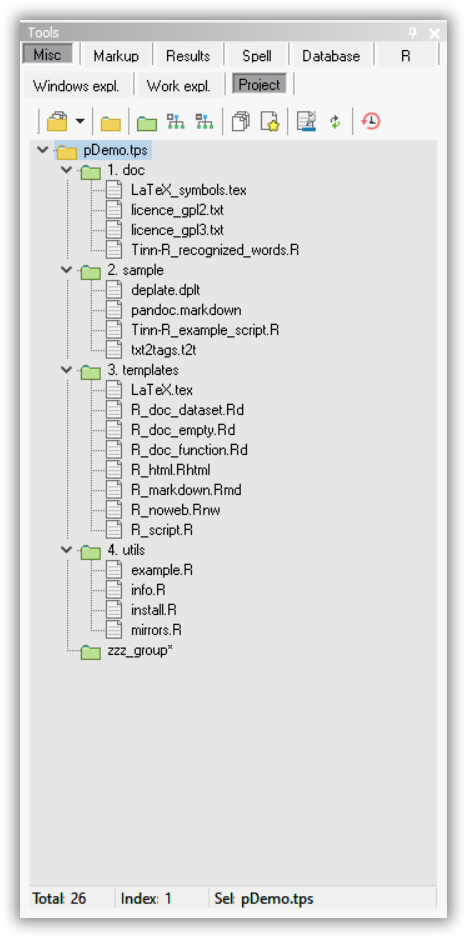 Tools
Misc Markup Results Spell Database R
Windows expl. Work expl. Project
pDemo.tps
1. doc
LaTeX_symbols.tex
licence_gpl2.txt
licence_gpl3.txt
Tinn-R_recognized_words.R
2. sample
deplate.dplt
pandoc.markdown
Tinn-R_example_script.R
txt2tags.t2t
3. templates
LaTeX.tex
R_doc_dataset.Rd
R_doc_empty.Rd
R_doc_function.Rd
R_html.Rhtml
R_markdown.Rmd
R_noweb.Rnw
R_script.R
4. utils
example.R
info.R
install.R
mirrors.R
zzz_group*
Total: 26 Index: 1 Sel: pDemo.tps